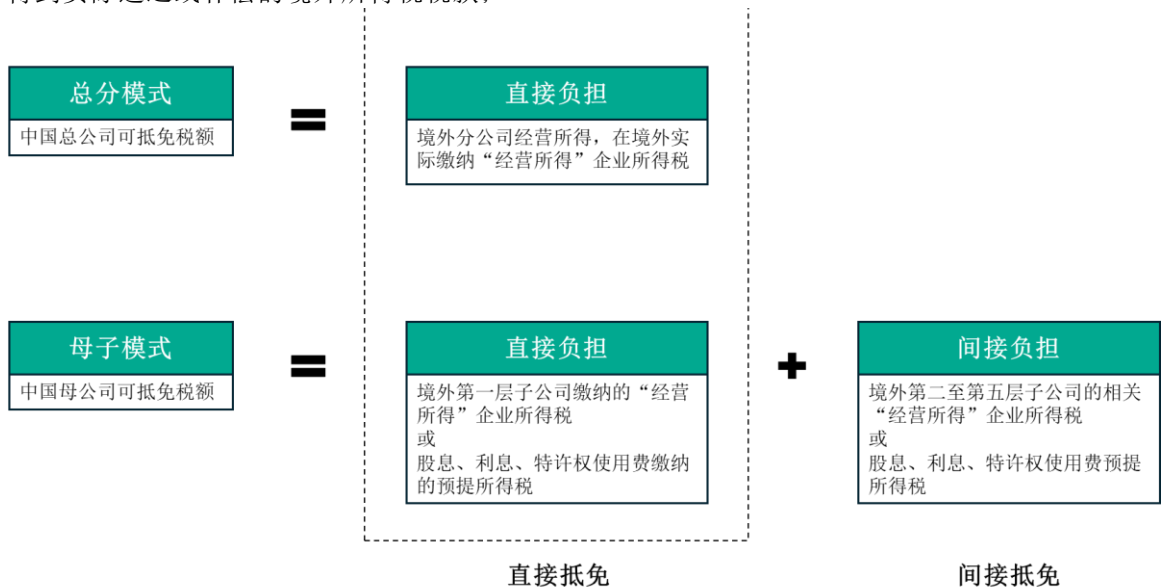 总分模式
中国总公司可抵免税额
=
直接负担
境外分公司经营所得，在境外实
际缴纳“经营所得”企业所得税
母子模式
中国母公司可抵免税额
=
直接负担
境外第一层子公司缴纳的“经营
所得”企业所得税
或
股息、利息、特许权使用费缴纳
的预提所得税
+
间接负担
境外第二至第五层子公司的相关
“经营所得”企业所得税
或
股息、利息、特许权使用费预提
所得税
直接抵免
间接抵免